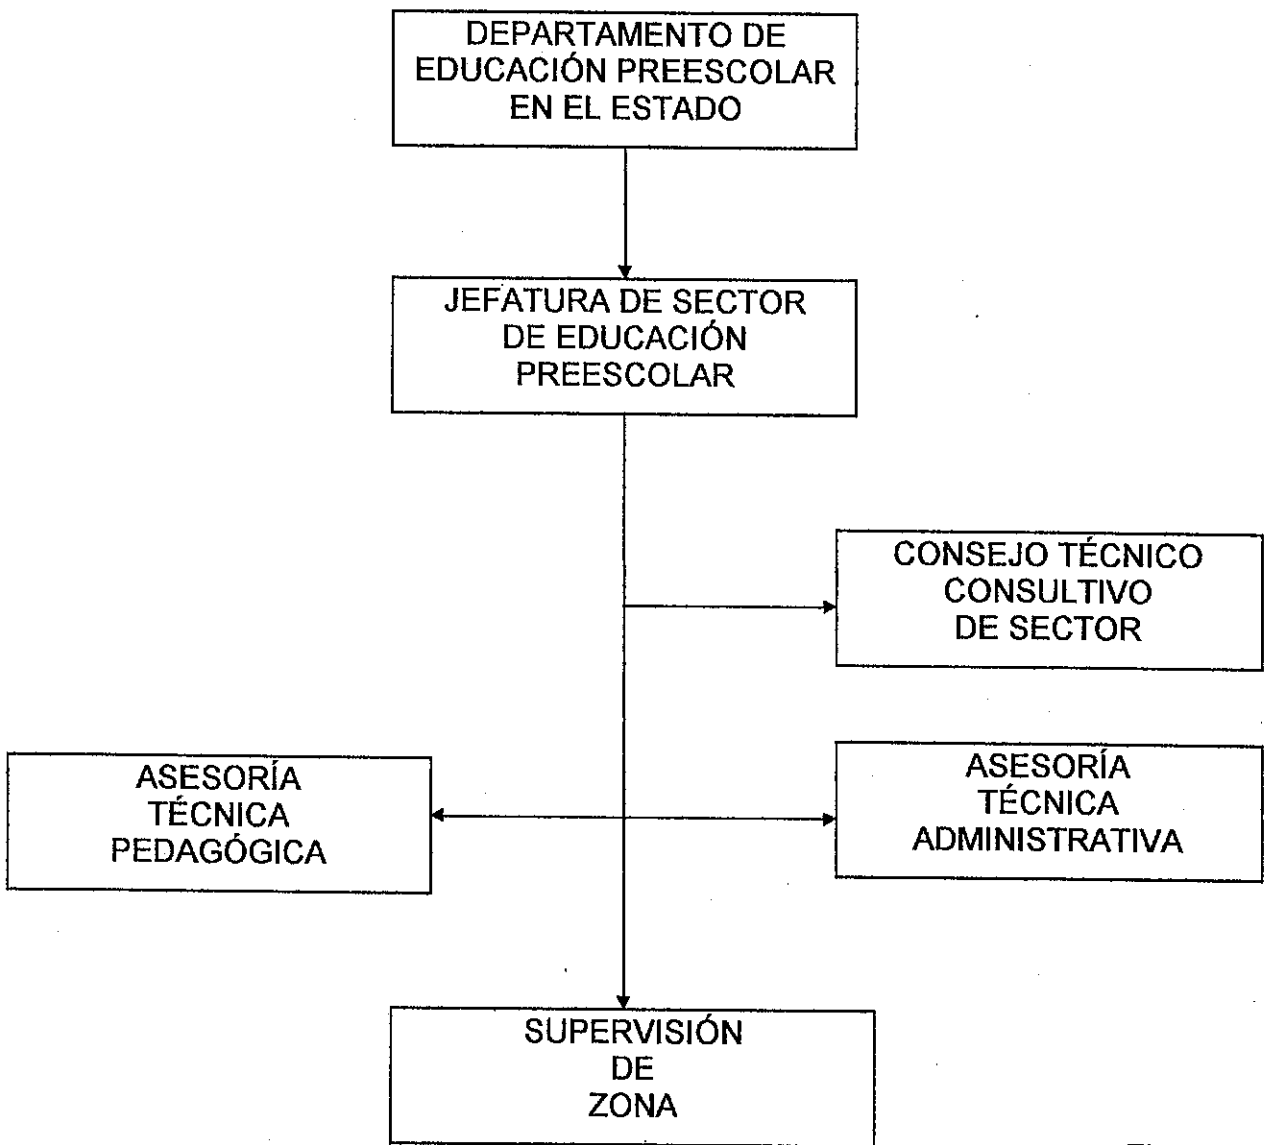 DEPARTAMENTO DE
EDUCACIÓN PREESCOLAR
EN EL ESTADO
JEFATURA DE SECTOR
DE EDUCACIÓN
PREESCOLAR
CONSEJO TÉCNICO
CONSULTIVO
DE SECTOR
ASESORÍA
TÉCNICA
PEDAGÓGICA
ASESORÍA
TÉCNICA
ADMINISTRATIVA
SUPERVISIÓN
DE
ZONA